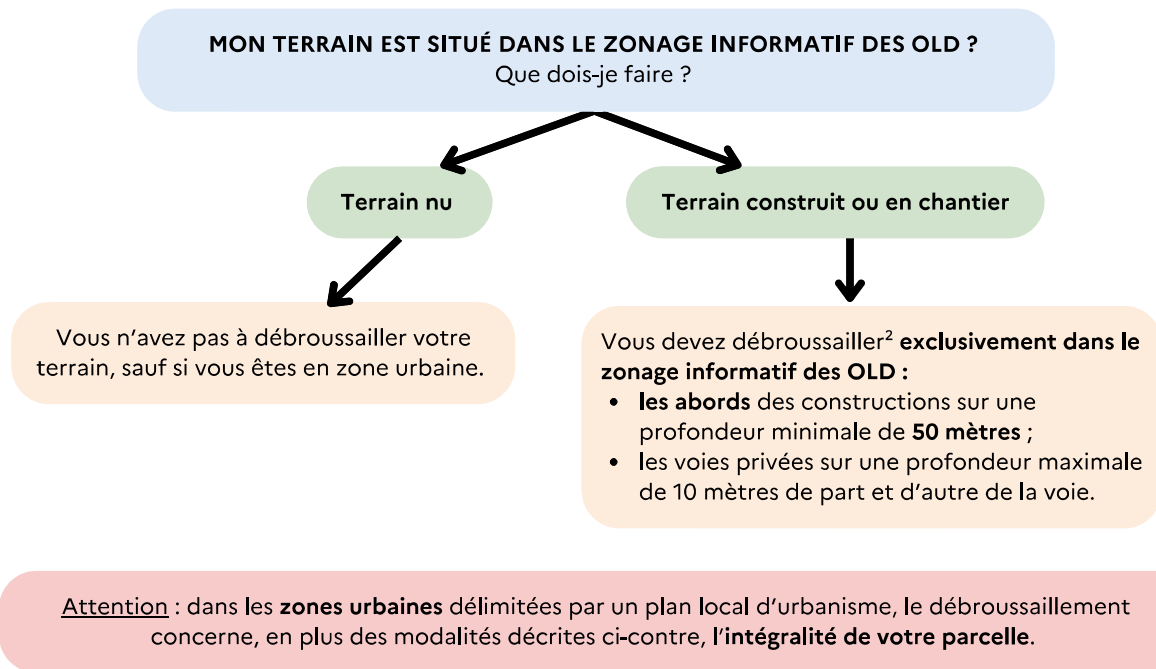 MON TERRAIN EST SITUÉ DANS LE ZONAGE INFORMATIF DES OLD ?
Que dois-je faire ?
Terrain nu
Terrain construit ou en chantier
Vous n’avez pas à débroussailler votre
terrain, sauf si vous êtes en zone urbaine.
Vous devez débroussailler² exclusivement dans le
zonage informatif des OLD :
• les abords des constructions sur une
profondeur minimale de 50 mètres ;
• les voies privées sur une profondeur maximale
de 10 mètres de part et d’autre de la voie.
Attention : dans les zones urbaines délimitées par un plan local d’urbanisme, le débroussaillement
concerne, en plus des modalités décrites ci-contre, l’intégralité de votre parcelle.